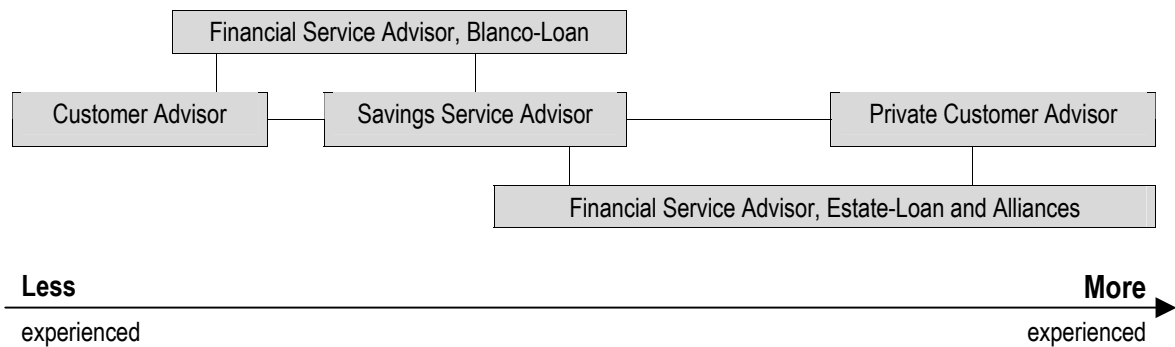 Financial Service Advisor, Blanco-Loan
Customer Advisor
Savings Service Advisor
Private Customer Advisor
Financial Service Advisor, Estate-Loan and Alliances
Less
More
experienced
experienced